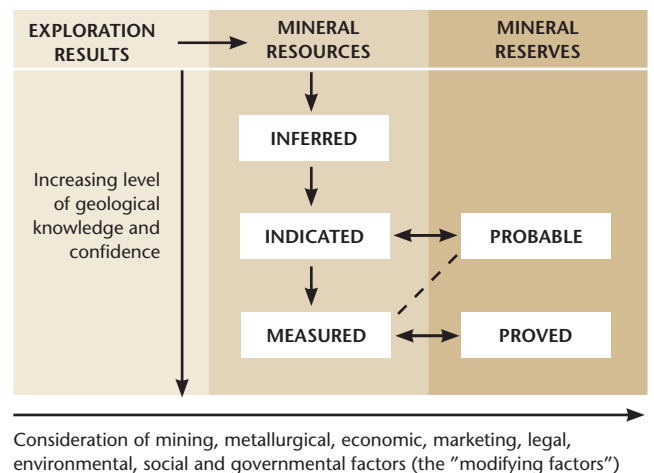 EXPLORATION
RESULTS
MINERAL
RESOURCES
MINERAL
RESERVES
INFERRED
Increasing level
of geological
knowledge and
confidence
INDICATED
PROBABLE
MEASURED
PROVED
Consideration of mining, metallurgical, economic, marketing, legal,
environmental, social and governmental factors (the "modifying factors")